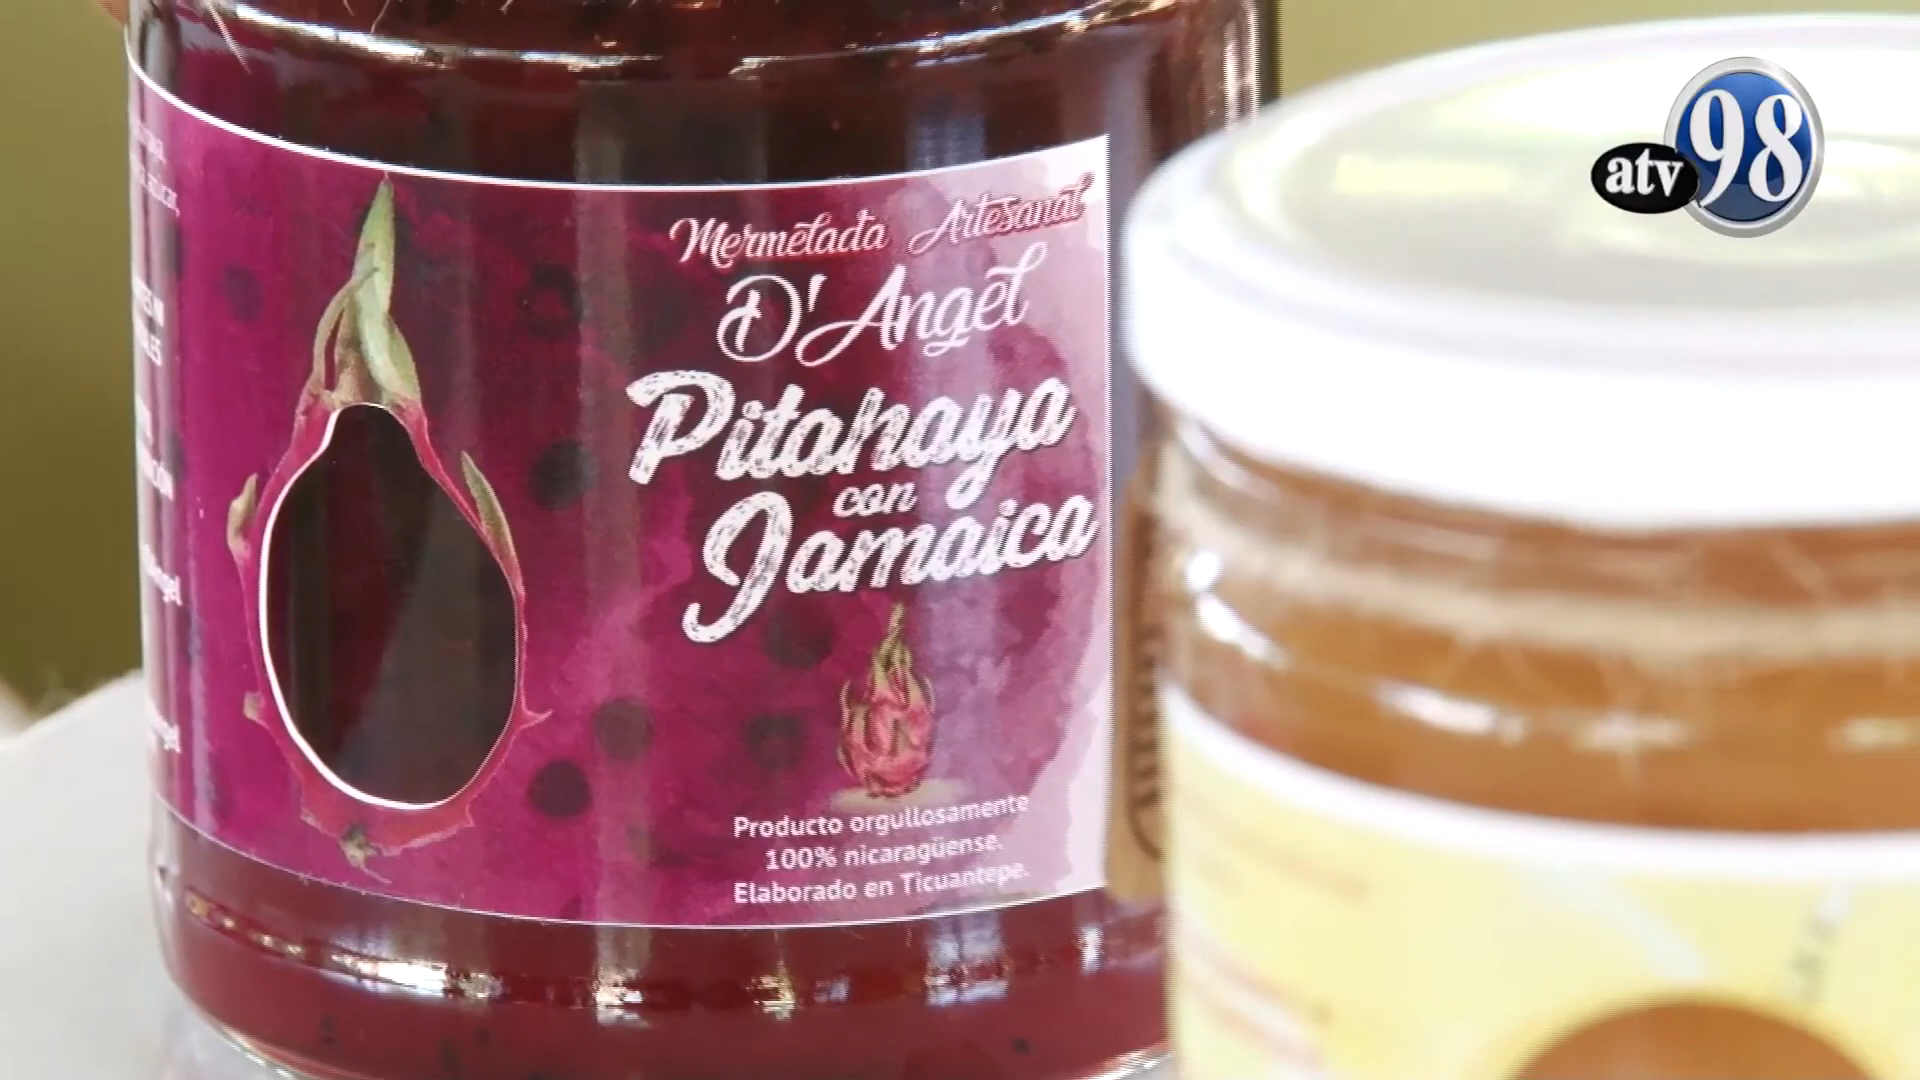 atv 98
Mermelada Artesanal
D'Angel
Pitahaya
con
Jamaica
Producto orgullosamente
100% nicaragüense.
Elaborado en Ticuantepe.